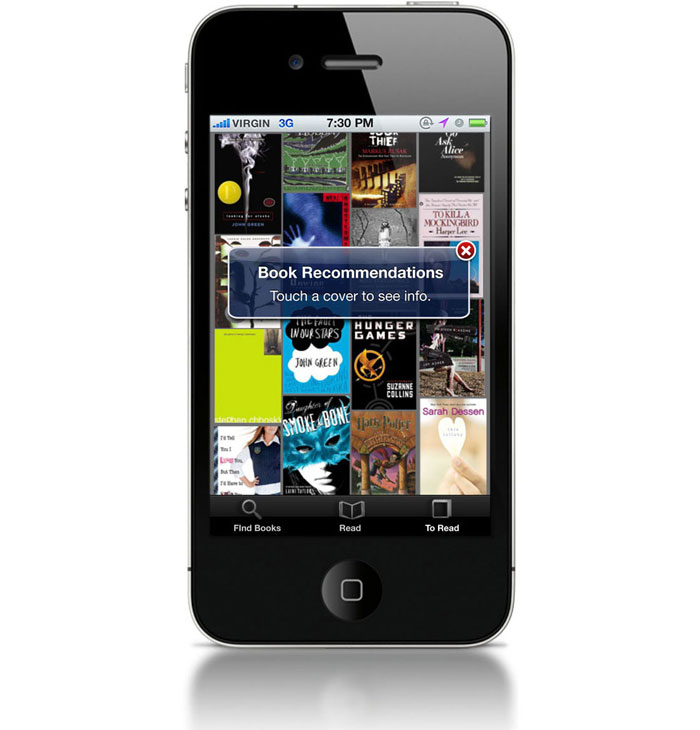 VIRGIN 3G 7:30 PM
looking for alaska
JOHN GREEN
THIEF
MARKUS ZUSAK
Go
Ask
Alice
Anonymous
TO KILL A
MOCKINGBIRD
Harper Lee
Book Recommendations
Touch a cover to see info.
THE FAULT
IN OUR STARS
JOHN GREEN
HUNGER
GAMES
SUZANNE
COLLINS
stephen chbosky
I'd Tell
You I
Love You,
But Then
I'd Have to
Daughter of
SMOKE & BONE
LAINI TAYLOR
HARRY POTTER
Sarah Dessen
FInd Books
Read
To Read